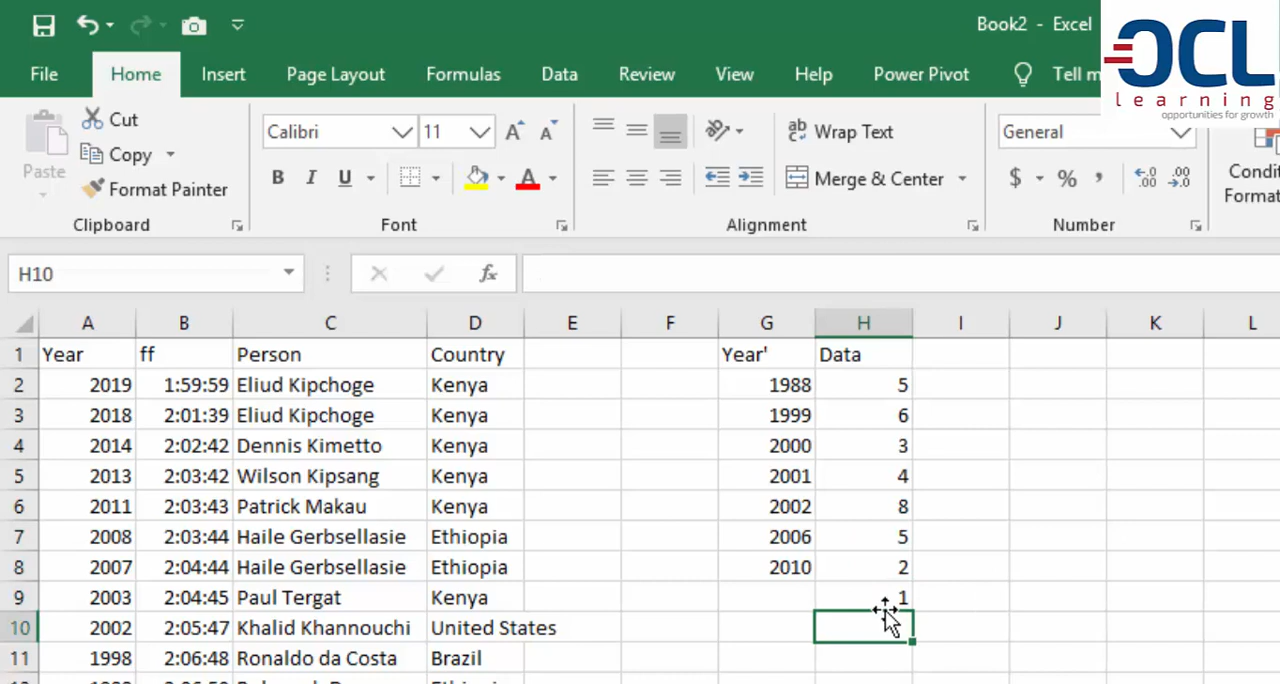 Book2 - Excel
OCL
learning
opportunities for growth
File Home Insert Page Layout Formulas Data Review View Help Power Pivot Tell
Paste
Cut
Copy
Format Painter
Clipboard
Calibri 11
B I U A
Font
ab Wrap Text
Merge & Center
Alignment
General
$ % ,
Number
Condi
Format
H10 fx
A B C D E F G H I J K L
1 Year ff Person Country Year' Data
2 2019 1:59:59 Eliud Kipchoge Kenya 1988 5
3 2018 2:01:39 Eliud Kipchoge Kenya 1999 6
4 2014 2:02:42 Dennis Kimetto Kenya 2000 3
5 2013 2:03:42 Wilson Kipsang Kenya 2001 4
6 2011 2:03:43 Patrick Makau Kenya 2002 8
7 2008 2:03:43 Haile Gerbsellasie Ethiopia 2006 5
8 2007 2:04:44 Haile Gerbsellasie Ethiopia 2010 2
9 2003 2:04:45 Paul Tergat Kenya 1
10 2002 2:05:47 Khalid Khannouchi United States
11 1998 2:06:48 Ronaldo da Costa Brazil